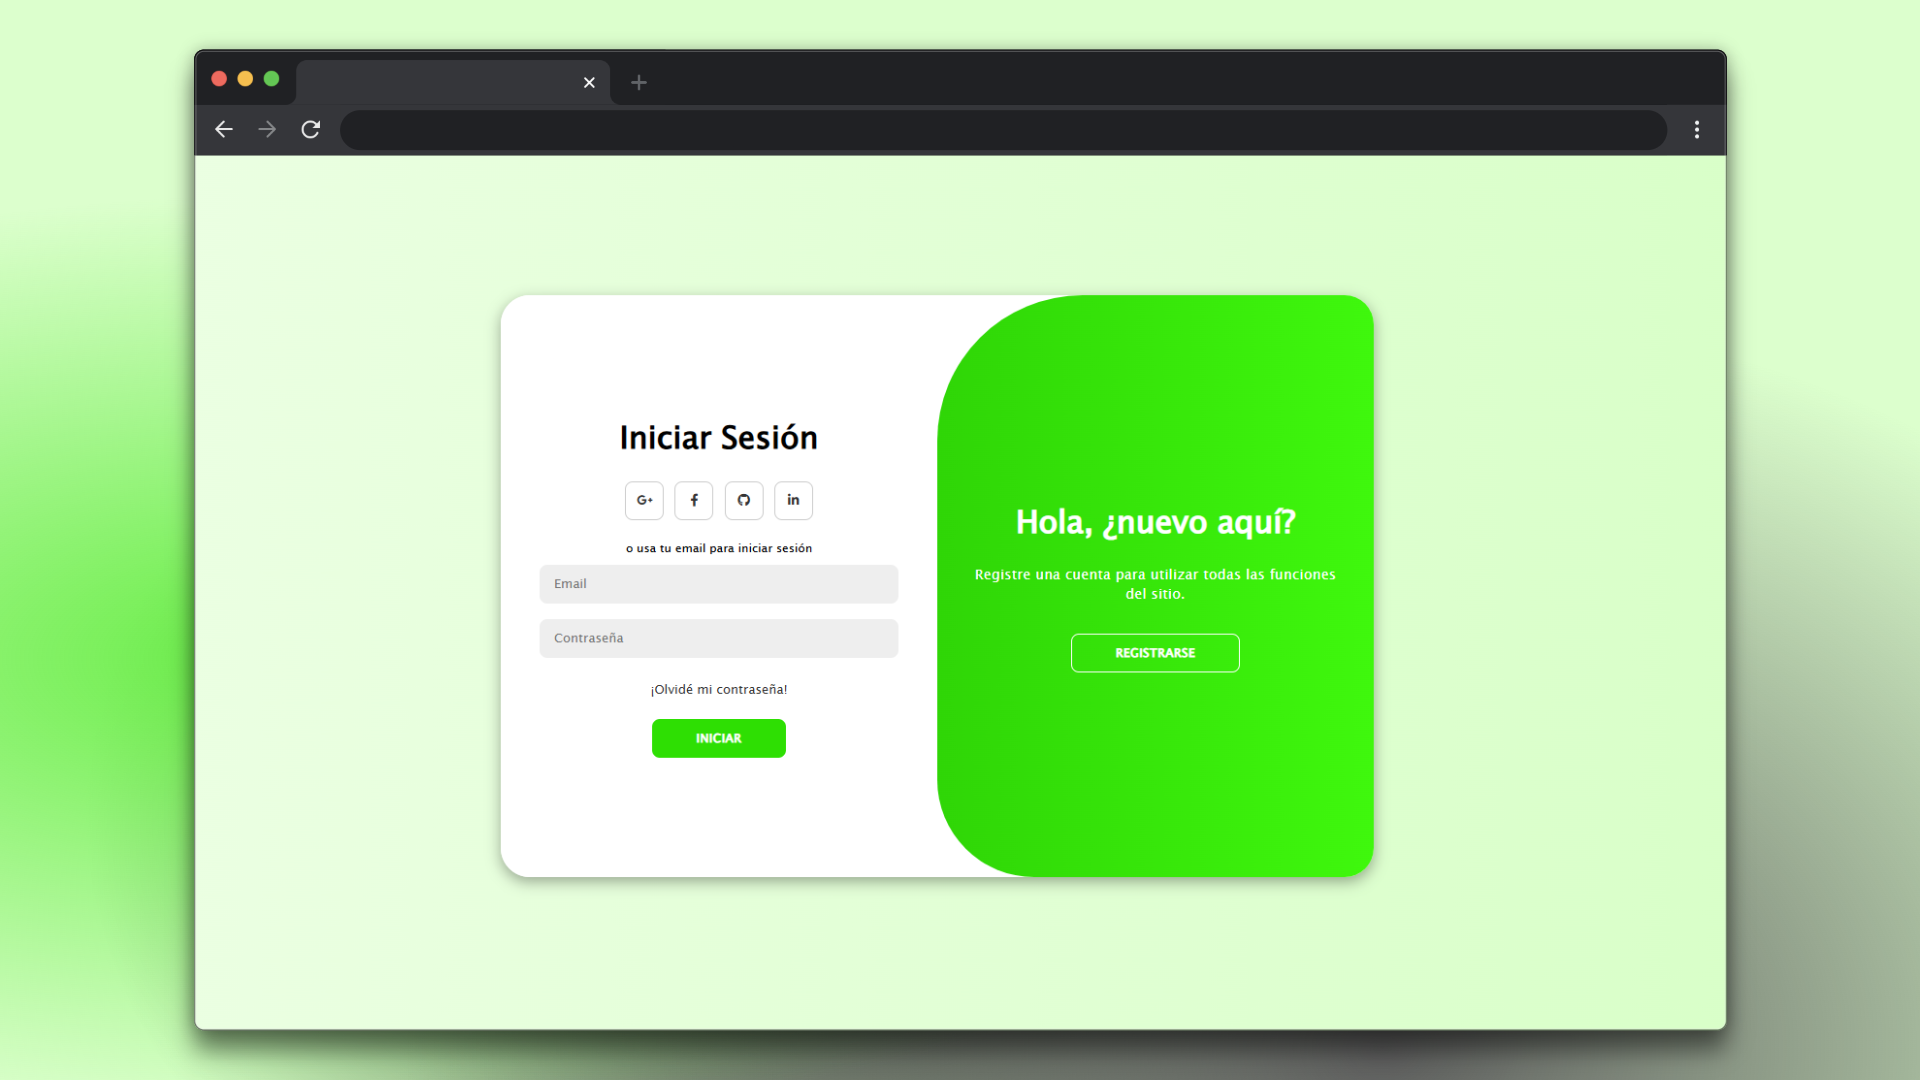 Iniciar Sesión
G+
f
in
o usa tu email para iniciar sesión
Email
Contraseña
¡Olvidé mi contraseña!
INICIAR
Hola, ¿nuevo aquí?
Registre una cuenta para utilizar todas las funciones
del sitio.
REGISTRARSE